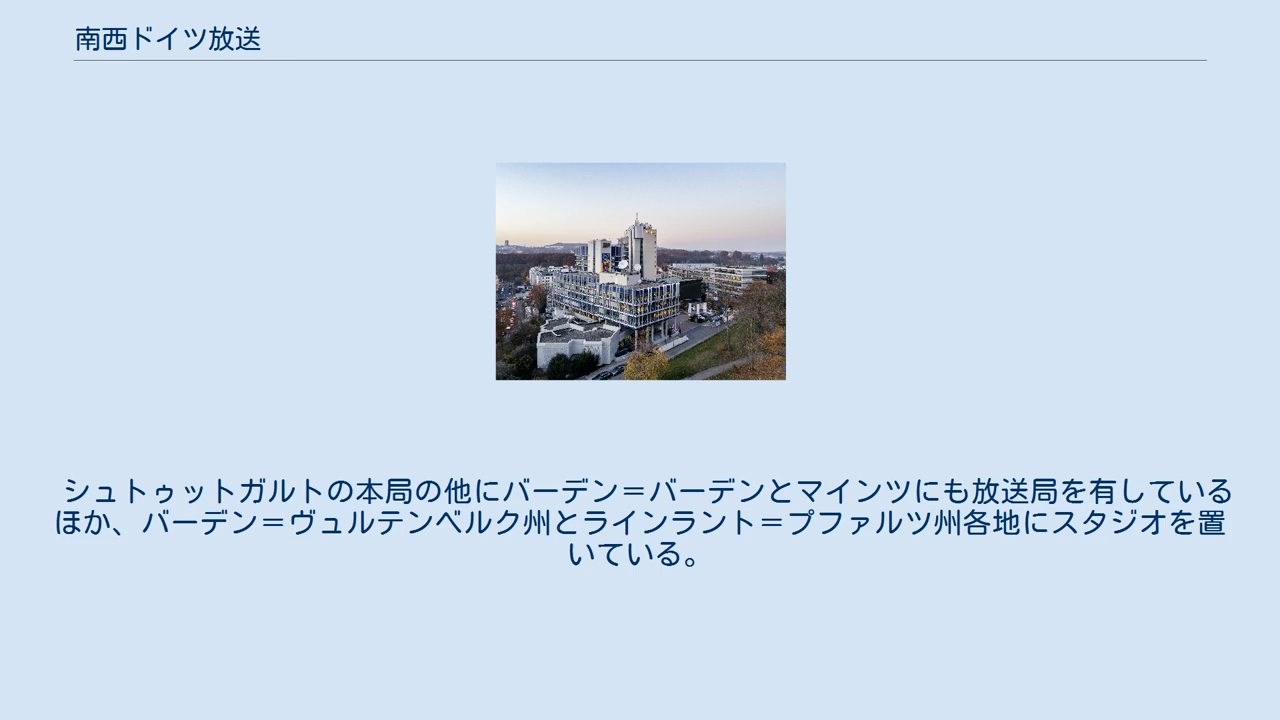 南西ドイツ放送
シュトゥットガルトの本局の他にバーデン＝バーデンとマインツにも放送局を有している
ほか、バーデン＝ヴュルテンベルク州とラインラント＝プファルツ州各地にスタジオを置
いている。